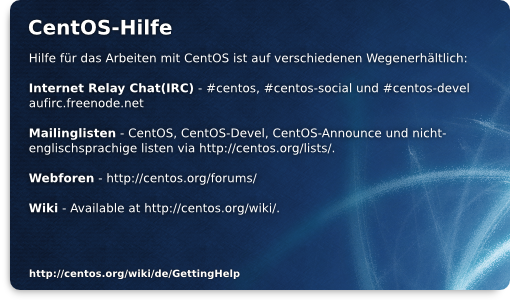 CentOS-Hilfe
Hilfe für das Arbeiten mit CentOS ist auf verschiedenen Wegenerhältlich:
Internet Relay Chat(IRC) - #centos, #centos-social und #centos-devel
aufirc.freenode.net
Mailinglisten - CentOS, CentOS-Devel, CentOS-Announce und nicht-
englischsprachige listen via http://centos.org/lists/.
Webforen - http://centos.org/forums/
Wiki - Available at http://centos.org/wiki/.
http://centos.org/wiki/de/GettingHelp